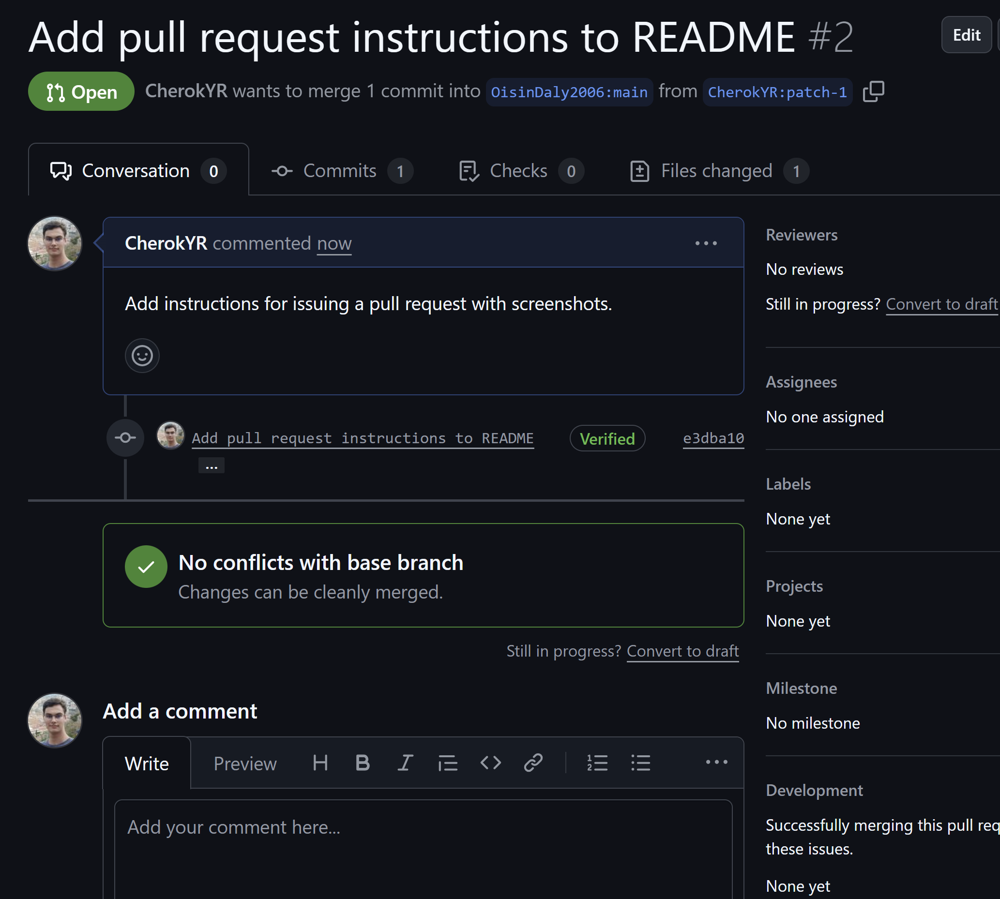 Add pull request instructions to README #2
Edit
Open
CherokYR wants to merge 1 commit into OisinDaly2006:main from CherokYR:patch-1
Conversation 0
Commits 1
Checks 0
Files changed 1
CherokYR commented now
Add instructions for issuing a pull request with screenshots.
Add pull request instructions to README
Verified
e3dba10
...
No conflicts with base branch
Changes can be cleanly merged.
Still in progress? Convert to draft
Add a comment
Write
Preview
Add your comment here...
Reviewers
No reviews
Still in progress? Convert to draft
Assignees
No one assigned
Labels
None yet
Projects
None yet
Milestone
No milestone
Development
Successfully merging this pull req
these issues.
None yet